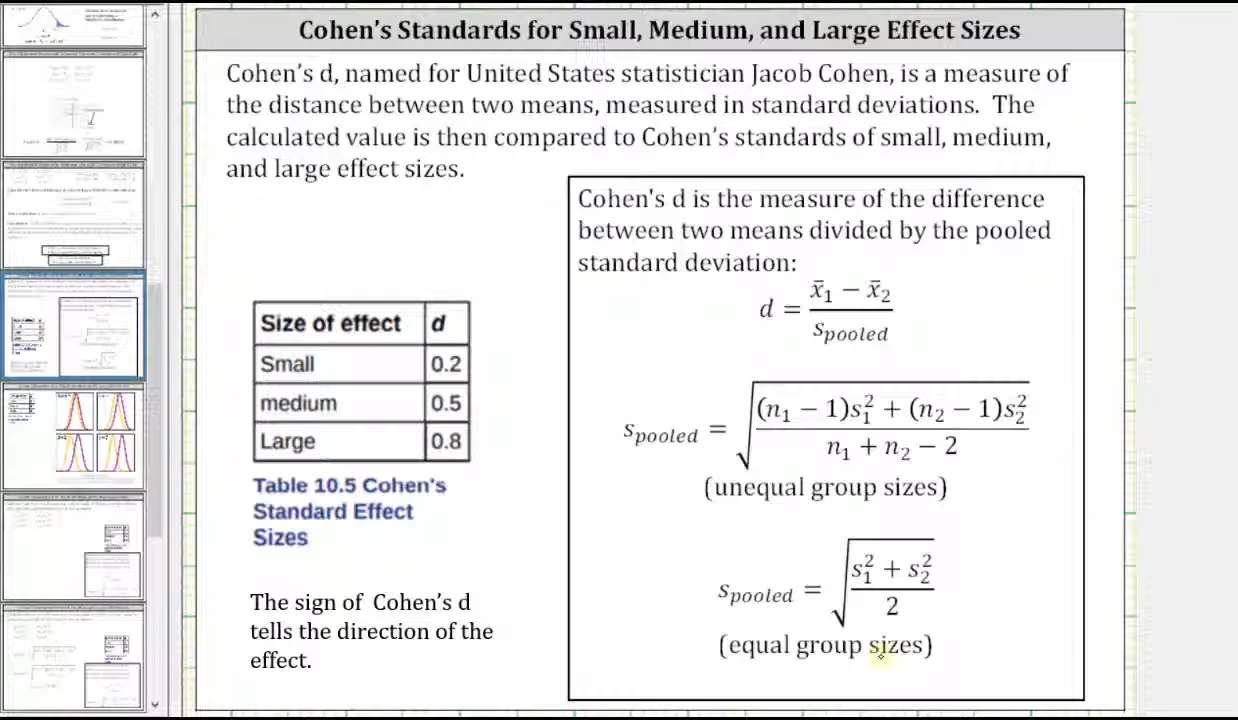 Cohen's Standards for Small, Medium, and Large Effect Sizes
Cohen's d, named for United States statistician Jacob Cohen, is a measure of
the distance between two means, measured in standard deviations. The
calculated value is then compared to Cohen's standards of small, medium,
and large effect sizes.
Size of effect d
Small 0.2
medium 0.5
Large 0.8
Table 10.5 Cohen's
Standard Effect
Sizes
The sign of Cohen's d
tells the direction of the
effect.
Cohen's d is the measure of the difference
between two means divided by the pooled
standard deviation:
d = (x̄₁ − x̄₂) / s_pooled
s_pooled = √(((n₁ − 1)s₁² + (n₂ − 1)s₂²) / (n₁ + n₂ − 2))
(unequal group sizes)
s_pooled = √((s₁² + s₂²) / 2)
(equal group sizes)